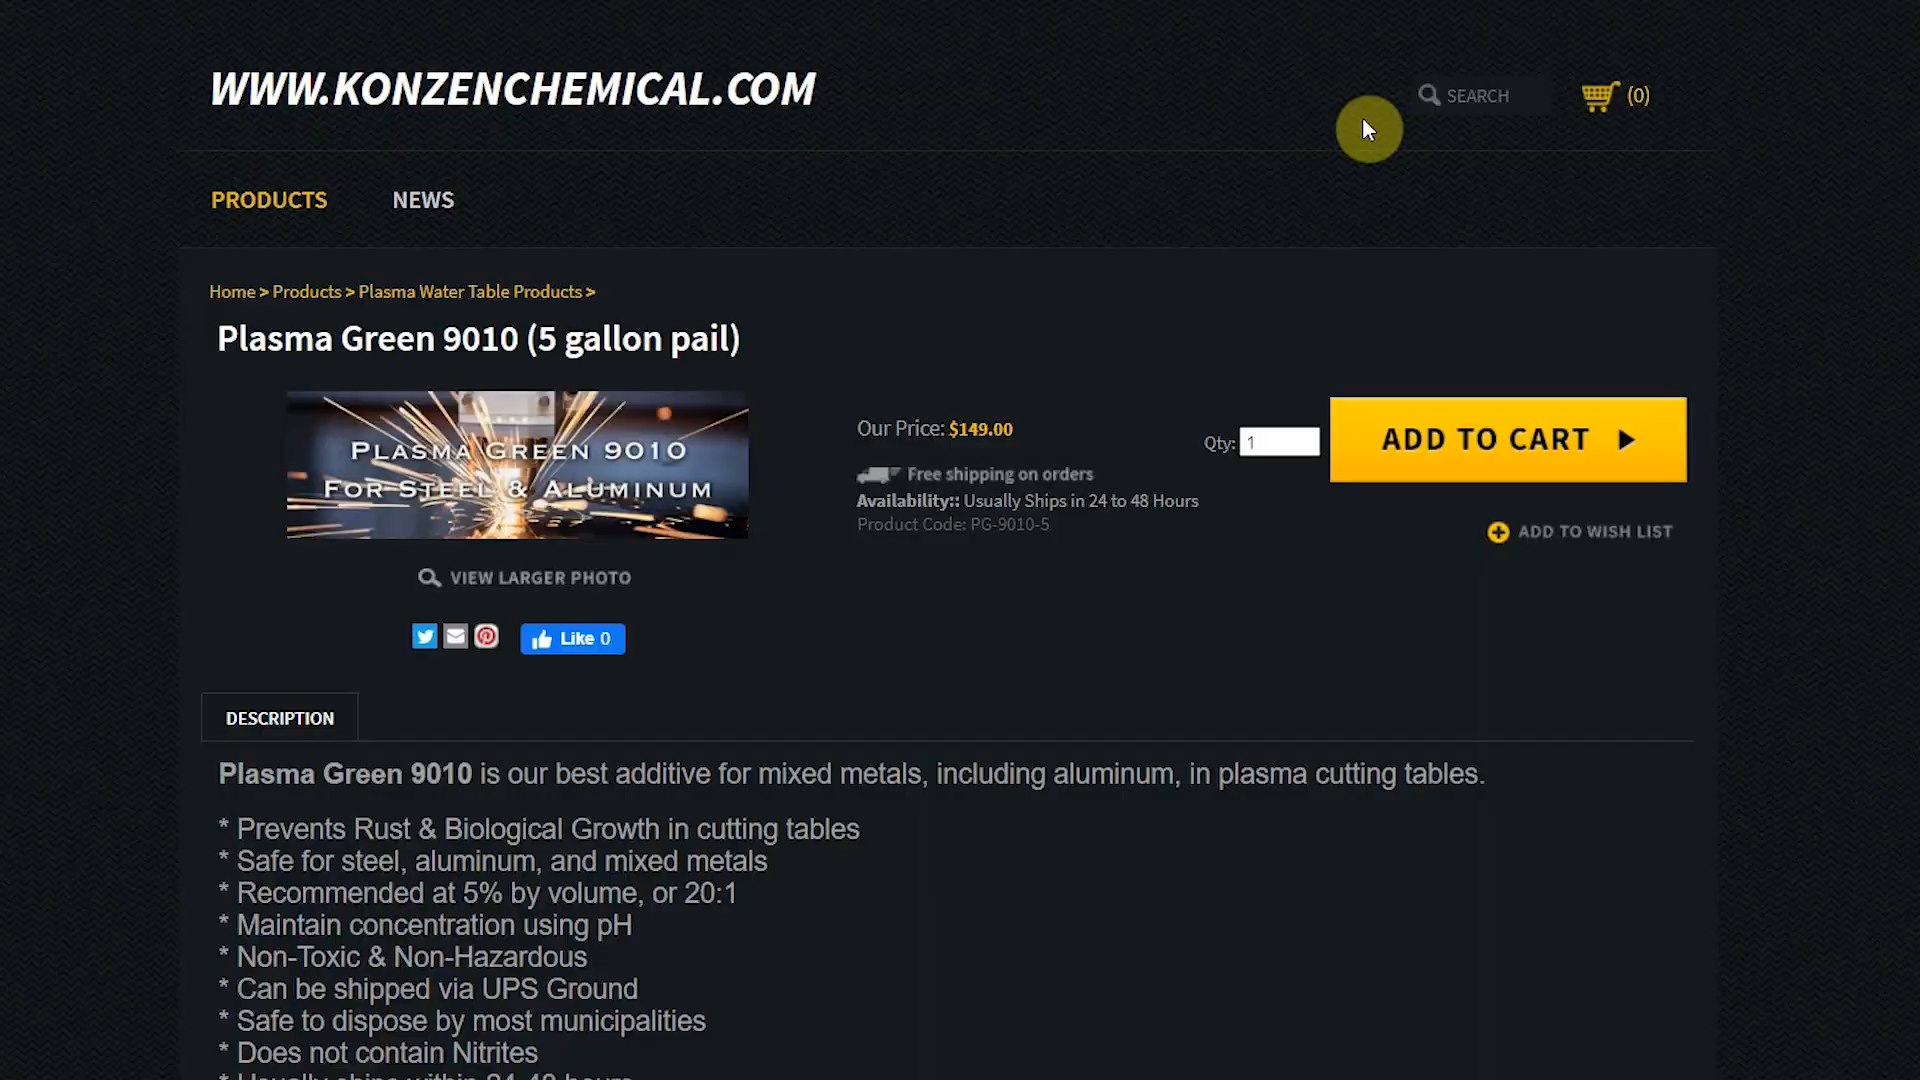 WWW.KONZENCHEMICAL.COM
SEARCH
(0)
PRODUCTS
NEWS
Home > Products > Plasma Water Table Products >
Plasma Green 9010 (5 gallon pail)
PLASMA GREEN 9010
FOR STEEL & ALUMINUM
VIEW LARGER PHOTO
Like 0
Our Price: $149.00
Free shipping on orders
Availability:: Usually Ships in 24 to 48 Hours
Product Code: PG-9010-5
Qty: 1
ADD TO CART
ADD TO WISH LIST
DESCRIPTION
Plasma Green 9010 is our best additive for mixed metals, including aluminum, in plasma cutting tables.
* Prevents Rust & Biological Growth in cutting tables
* Safe for steel, aluminum, and mixed metals
* Recommended at 5% by volume, or 20:1
* Maintain concentration using pH
* Non-Toxic & Non-Hazardous
* Can be shipped via UPS Ground
* Safe to dispose by most municipalities
* Does not contain Nitrites
* Usually ships within 24-48 hours